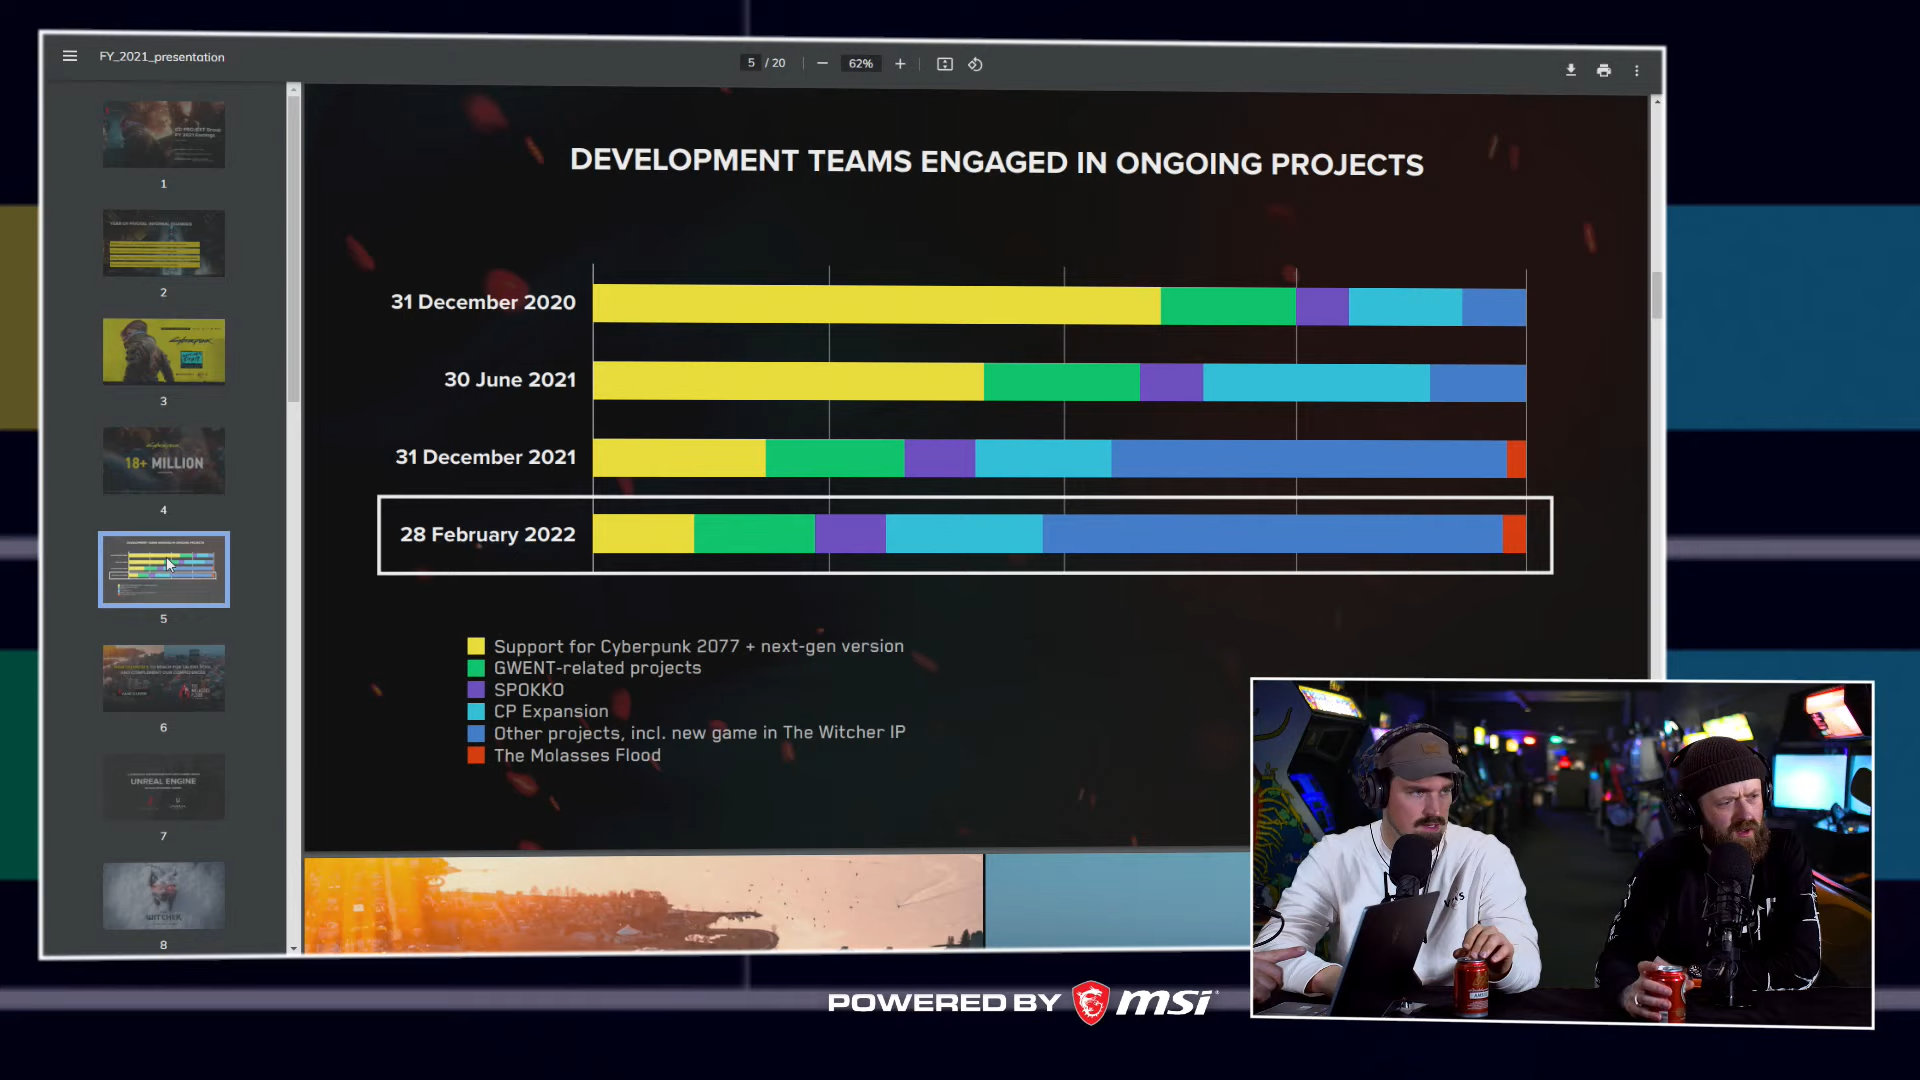 FY_2021_presentation
5 / 20
62%
1
2
3
18+ MILLION
4
5
6
UNREAL ENGINE
7
WITCHER
8
DEVELOPMENT TEAMS ENGAGED IN ONGOING PROJECTS
31 December 2020
30 June 2021
31 December 2021
28 February 2022
Support for Cyberpunk 2077 + next-gen version
GWENT-related projects
SPOKKO
CP Expansion
Other projects, incl. new game in The Witcher IP
The Molasses Flood
POWERED BY msi